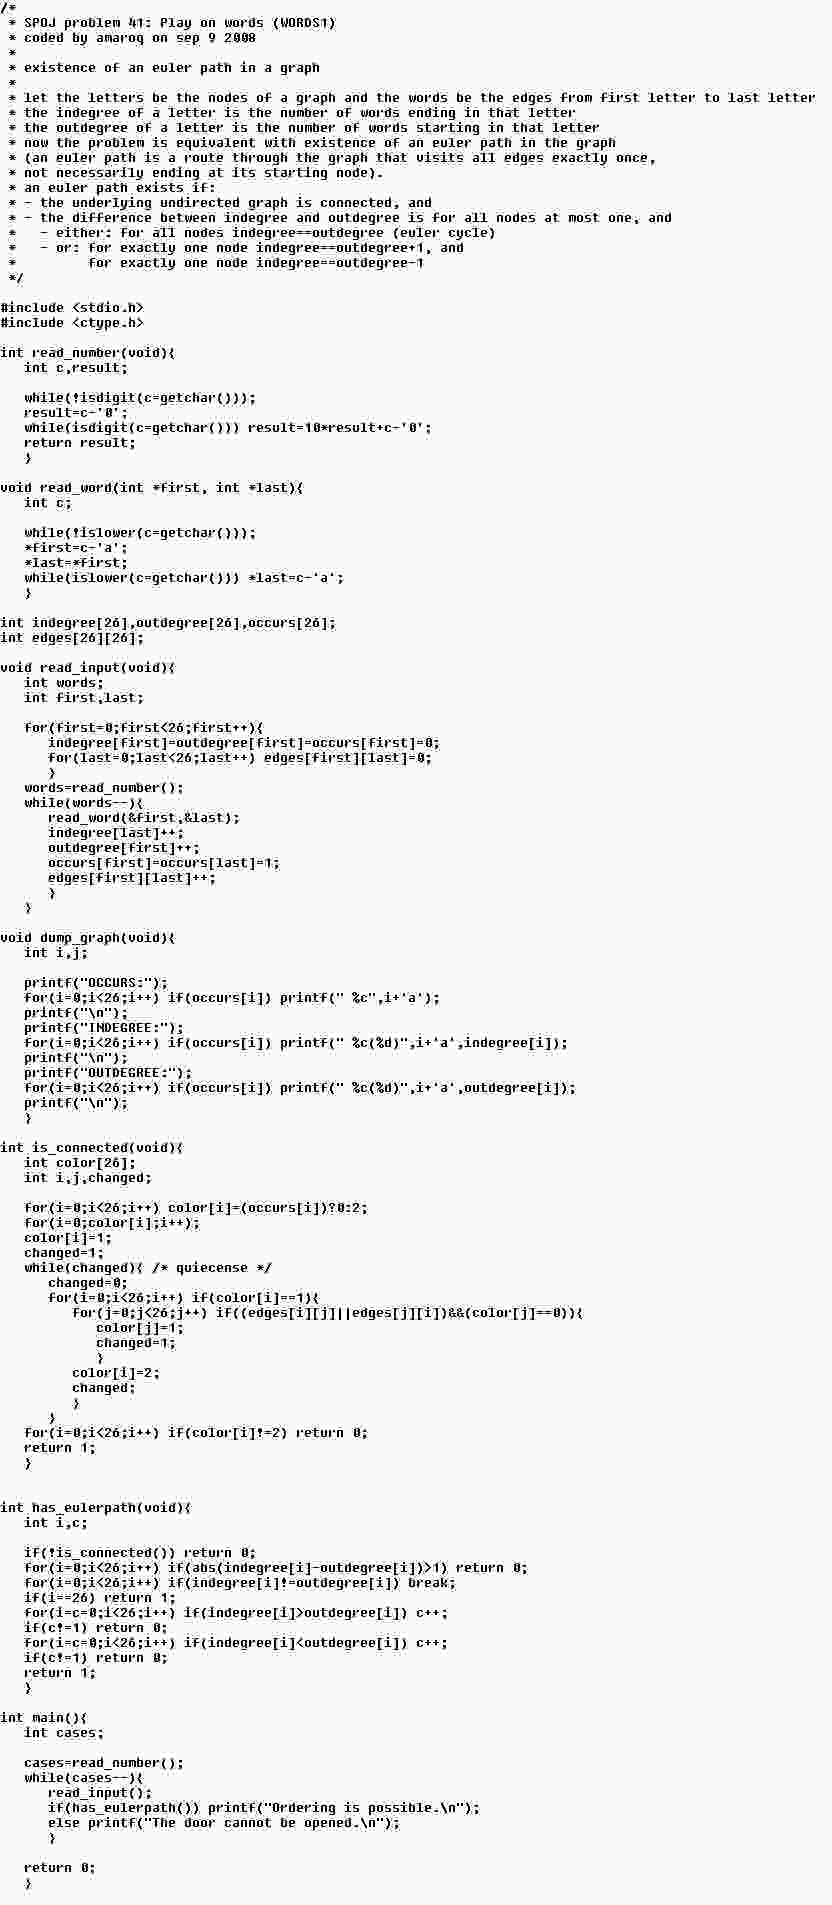 /*
 * SPOJ problem 41: Play on words (WORDS1)
 * coded by amaroq on sep 9 2008
 *
 * existence of an euler path in a graph
 *
 * let the letters be the nodes of a graph and the words be the edges from first letter to last letter
 * the indegree of a letter is the number of words ending in that letter
 * the outdegree of a letter is the number of words starting in that letter
 * now the problem is equivalent with existence of an euler path in the graph
 * (an euler path is a route through the graph that visits all edges exactly once,
 * not necessarily ending at its starting node).
 * an euler path exists if:
 * - the underlying undirected graph is connected, and
 * - the difference between indegree and outdegree is for all nodes at most one, and
 *   - either: for all nodes indegree==outdegree (euler cycle)
 *   - or: for exactly one node indegree==outdegree+1, and
 *         for exactly one node indegree==outdegree-1
 */

#include <stdio.h>
#include <ctype.h>

int read_number(void){
   int c,result;

   while(!isdigit(c=getchar()));
   result=c-'0';
   while(isdigit(c=getchar())) result=10*result+c-'0';
   return result;
   }

void read_word(int *first, int *last){
   int c;

   while(!islower(c=getchar()));
   *first=c-'a';
   *last=*first;
   while(islower(c=getchar())) *last=c-'a';
   }

int indegree[26],outdegree[26],occurs[26];
int edges[26][26];

void read_input(void){
   int words;
   int first,last;

   for(first=0;first<26;first++){
      indegree[first]=outdegree[first]=occurs[first]=0;
      for(last=0;last<26;last++) edges[first][last]=0;
      }
   words=read_number();
   while(words--){
      read_word(&first,&last);
      indegree[last]++;
      outdegree[first]++;
      occurs[first]=occurs[last]=1;
      edges[first][last]++;
      }
   }

void dump_graph(void){
   int i,j;

   printf("OCCURS:");
   for(i=0;i<26;i++) if(occurs[i]) printf(" %c",i+'a');
   printf("\n");
   printf("INDEGREE:");
   for(i=0;i<26;i++) if(occurs[i]) printf(" %c(%d)",i+'a',indegree[i]);
   printf("\n");
   printf("OUTDEGREE:");
   for(i=0;i<26;i++) if(occurs[i]) printf(" %c(%d)",i+'a',outdegree[i]);
   printf("\n");
   }

int is_connected(void){
   int color[26];
   int i,j,changed;

   for(i=0;i<26;i++) color[i]=(occurs[i])?0:2;
   for(i=0;color[i];i++);
   color[i]=1;
   changed=1;
   while(changed){ /* quiecense */
      changed=0;
      for(i=0;i<26;i++) if(color[i]==1){
         for(j=0;j<26;j++) if((edges[i][j]||edges[j][i])&&(color[j]==0)){
            color[j]=1;
            changed=1;
            }
         color[i]=2;
         changed;
         }
      }
   for(i=0;i<26;i++) if(color[i]!=2) return 0;
   return 1;
   }


int has_eulerpath(void){
   int i,c;

   if(!is_connected()) return 0;
   for(i=0;i<26;i++) if(abs(indegree[i]-outdegree[i])>1) return 0;
   for(i=0;i<26;i++) if(indegree[i]!=outdegree[i]) break;
   if(i==26) return 1;
   for(i=c=0;i<26;i++) if(indegree[i]>outdegree[i]) c++;
   if(c!=1) return 0;
   for(i=c=0;i<26;i++) if(indegree[i]<outdegree[i]) c++;
   if(c!=1) return 0;
   return 1;
   }

int main(){
   int cases;

   cases=read_number();
   while(cases--){
      read_input();
      if(has_eulerpath()) printf("Ordering is possible.\n");
      else printf("The door cannot be opened.\n");
      }

   return 0;
   }